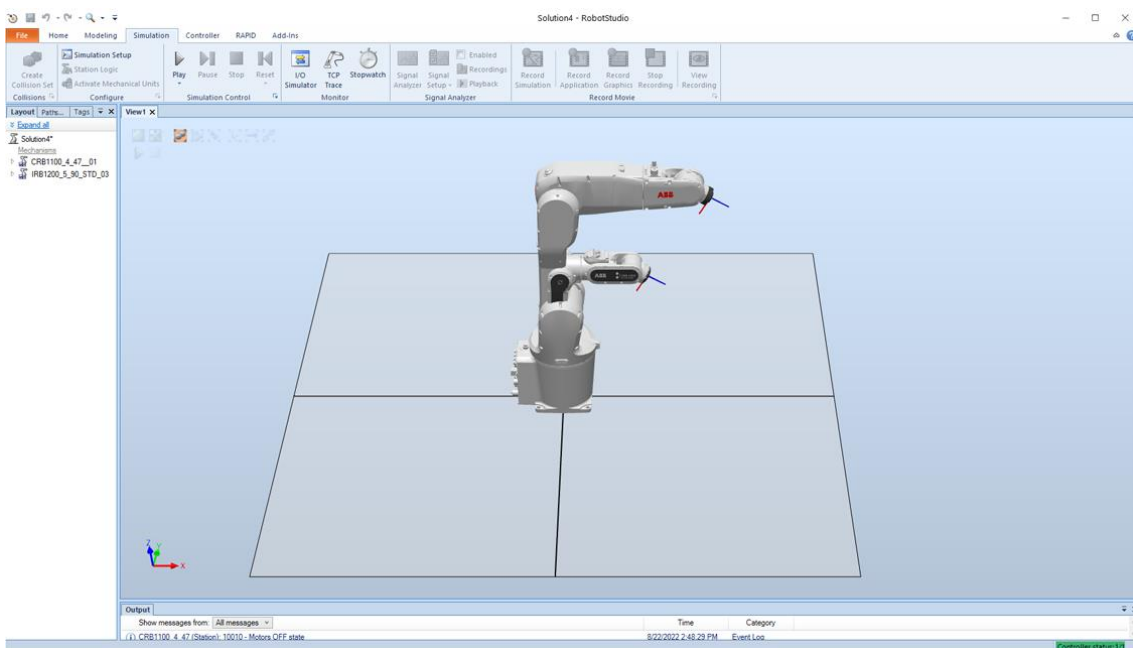 Solution4 - RobotStudio
File Home Modeling Simulation Controller RAPID Add-Ins
Create Collision Set
Collisions
Simulation Setup
Station Logic
Activate Mechanical Units
Configure
Play Pause Stop Reset
Simulation Control
I/O Simulator TCP Trace Stopwatch
Monitor
Signal Analyzer Signal Setup Enabled Recordings Playback
Signal Analyzer
Record Simulation Record Application Record Graphics Stop Recording View Recording
Record Movie
Layout Paths... Tags
View1
Expand all
Solution4*
Mechanisms
CRB1100_4_47__01
IRB1200_5_90_STD_03
ABB
ABB
Z Y
X
Output
Show messages from: All messages Time Category
CRB1100_4_47 (Station): 10010 - Motors OFF state 8/22/2022 2:48:29 PM Event Log
Controller status: 1/1